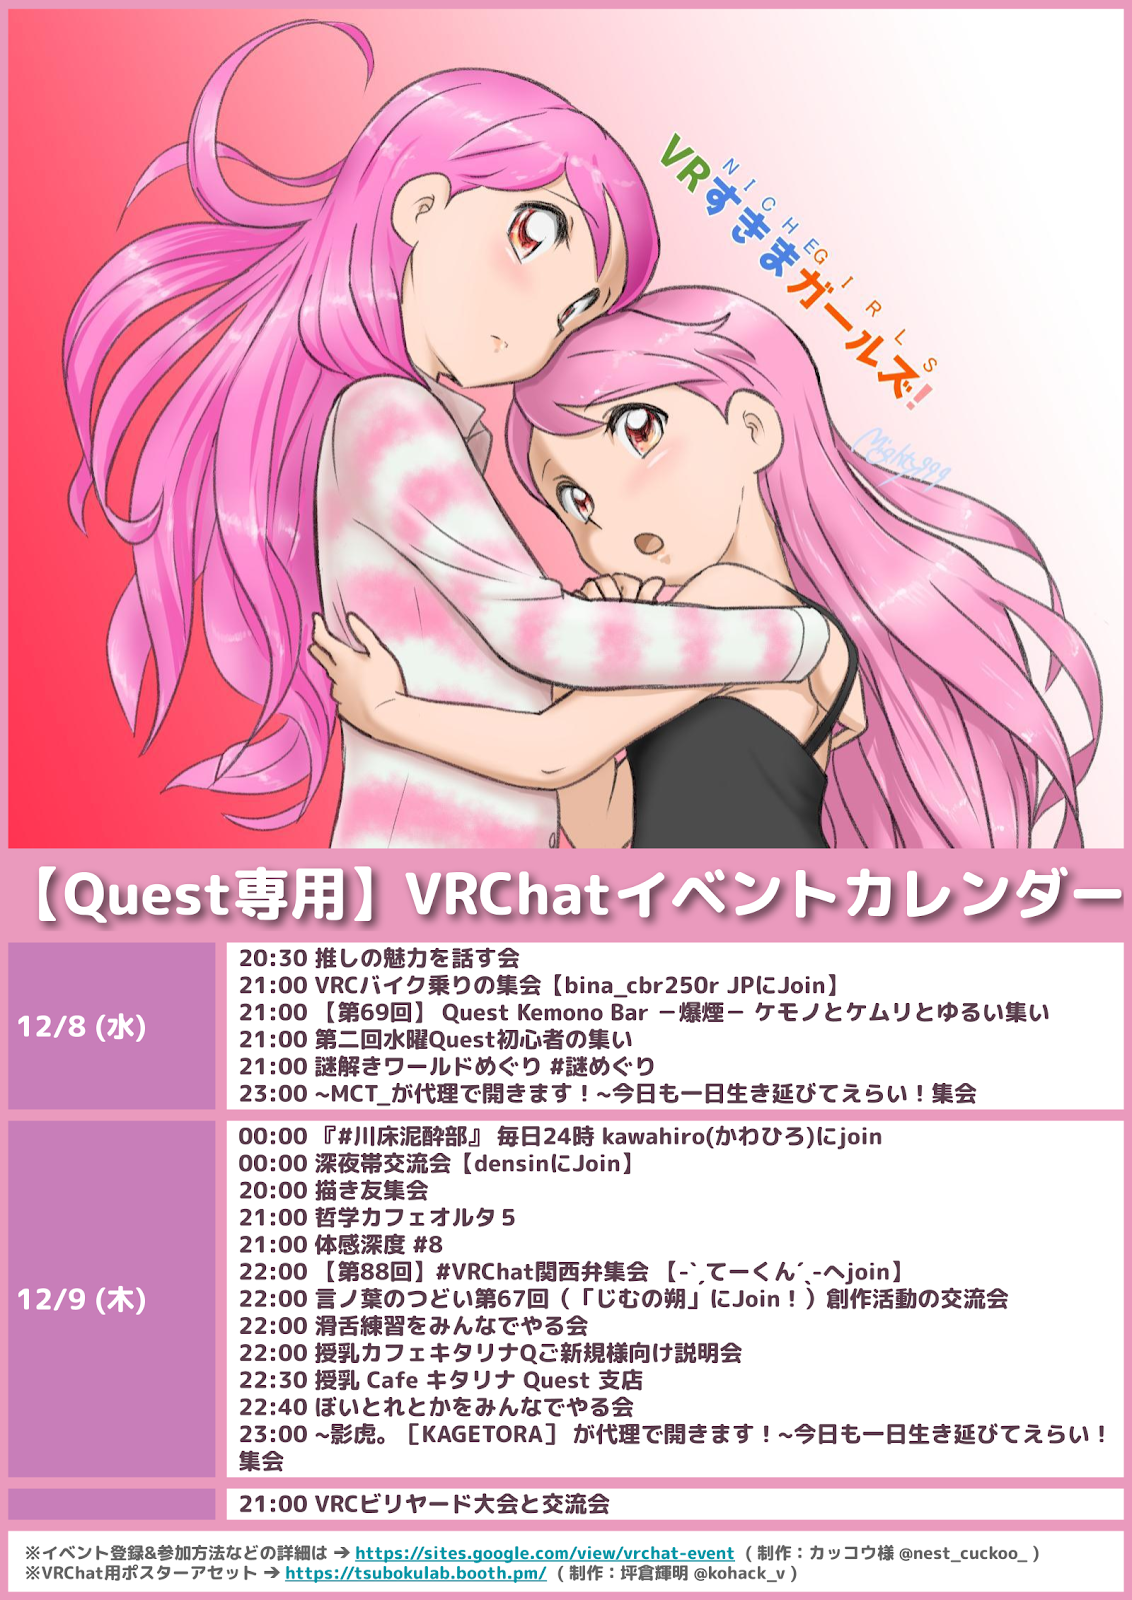 NICHE GIRLS
VRすきまガールズ!
Mighty999
【Quest専用】VRChatイベントカレンダー
12/8 (水)
20:30 推しの魅力を話す会
21:00 VRCバイク乗りの集会【bina_cbr250r JPにJoin】
21:00 【第69回】 Quest Kemono Bar －爆煙－ ケモノとケムリとゆるい集い
21:00 第二回水曜Quest初心者の集い
21:00 謎解きワールドめぐり #謎めぐり
23:00 ~MCT_が代理で開きます！~今日も一日生き延びてえらい！集会
12/9 (木)
00:00 『#川床泥酔部』 毎日24時 kawahiro(かわひろ)にjoin
00:00 深夜帯交流会【densinにJoin】
20:00 描き友集会
21:00 哲学カフェオルタ５
21:00 体感深度 #8
22:00 【第88回】#VRChat関西弁集会 【-`ˏてーくんˊˎ-へjoin】
22:00 言ノ葉のつどい第67回（「じむの朔」にJoin！）創作活動の交流会
22:00 滑舌練習をみんなでやる会
22:00 授乳カフェキタリナQご新規様向け説明会
22:30 授乳 Cafe キタリナ Quest 支店
22:40 ぼいとれとかをみんなでやる会
23:00 ~影虎。［KAGETORA］ が代理で開きます！~今日も一日生き延びてえらい！
集会
21:00 VRCビリヤード大会と交流会
※イベント登録&参加方法などの詳細は → https://sites.google.com/view/vrchat-event （ 制作：カッコウ様 @nest_cuckoo_ ）
※VRChat用ポスターアセット → https://tsubokulab.booth.pm/ （ 制作：坪倉輝明 @kohack_v ）